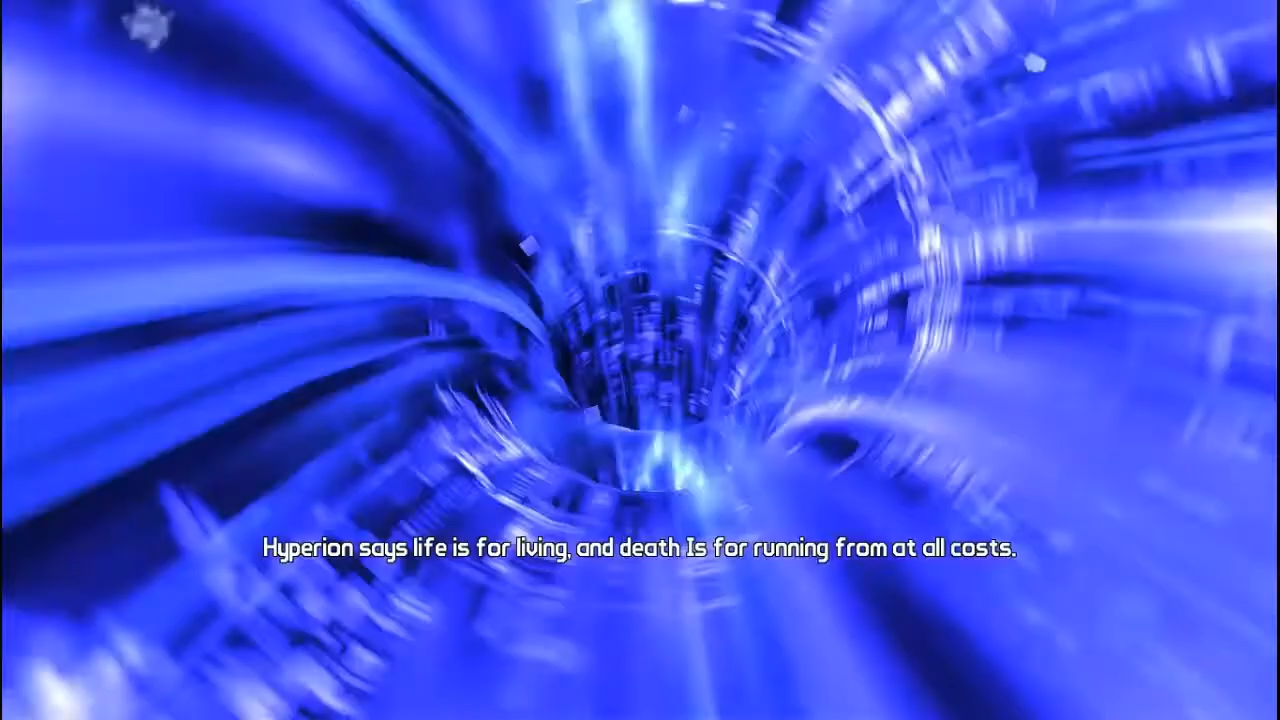 Hyperion says life is for living, and death Is for running from at all costs.